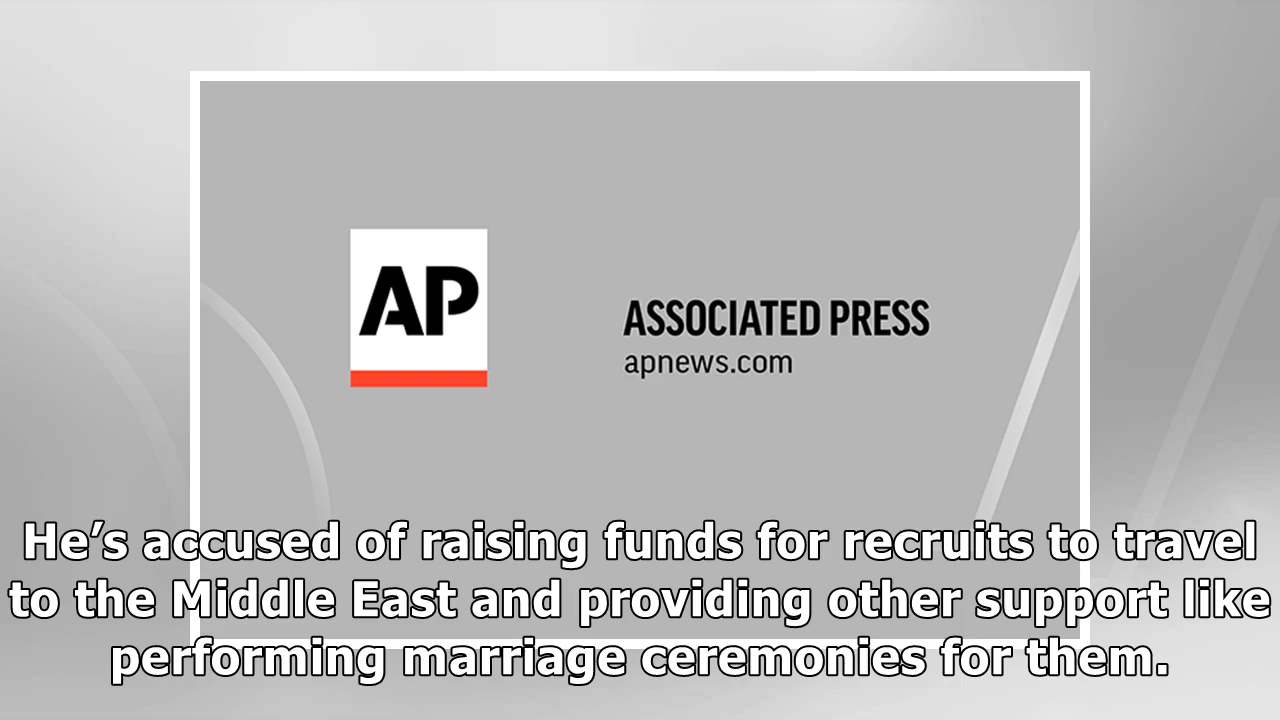 AP
ASSOCIATED PRESS
apnews.com
He’s accused of raising funds for recruits to travel
to the Middle East and providing other support like
performing marriage ceremonies for them.